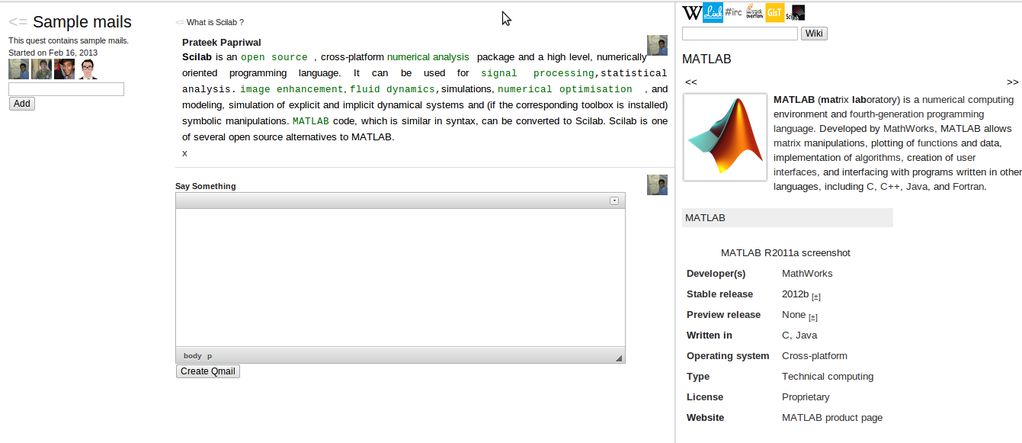 <= Sample mails
This quest contains sample mails.
Started on Feb 16, 2013
Add
<= What is Scilab ?
Prateek Papriwal
Scilab is an open source , cross-platform numerical analysis package and a high level, numerically
oriented programming language. It can be used for signal processing,statistical
analysis. image enhancement, fluid dynamics, simulations, numerical optimisation , and
modeling, simulation of explicit and implicit dynamical systems and (if the corresponding toolbox is installed)
symbolic manipulations. MATLAB code, which is similar in syntax, can be converted to Scilab. Scilab is one
of several open source alternatives to MATLAB.
x
Say Something
body p
Create Qmail
W #irc GisT
Wiki
MATLAB
<< >>
MATLAB (matrix laboratory) is a numerical computing
environment and fourth-generation programming
language. Developed by MathWorks, MATLAB allows
matrix manipulations, plotting of functions and data,
implementation of algorithms, creation of user
interfaces, and interfacing with programs written in other
languages, including C, C++, Java, and Fortran.
MATLAB
MATLAB R2011a screenshot
Developer(s) MathWorks
Stable release 2012b [±]
Preview release None [±]
Written in C, Java
Operating system Cross-platform
Type Technical computing
License Proprietary
Website MATLAB product page